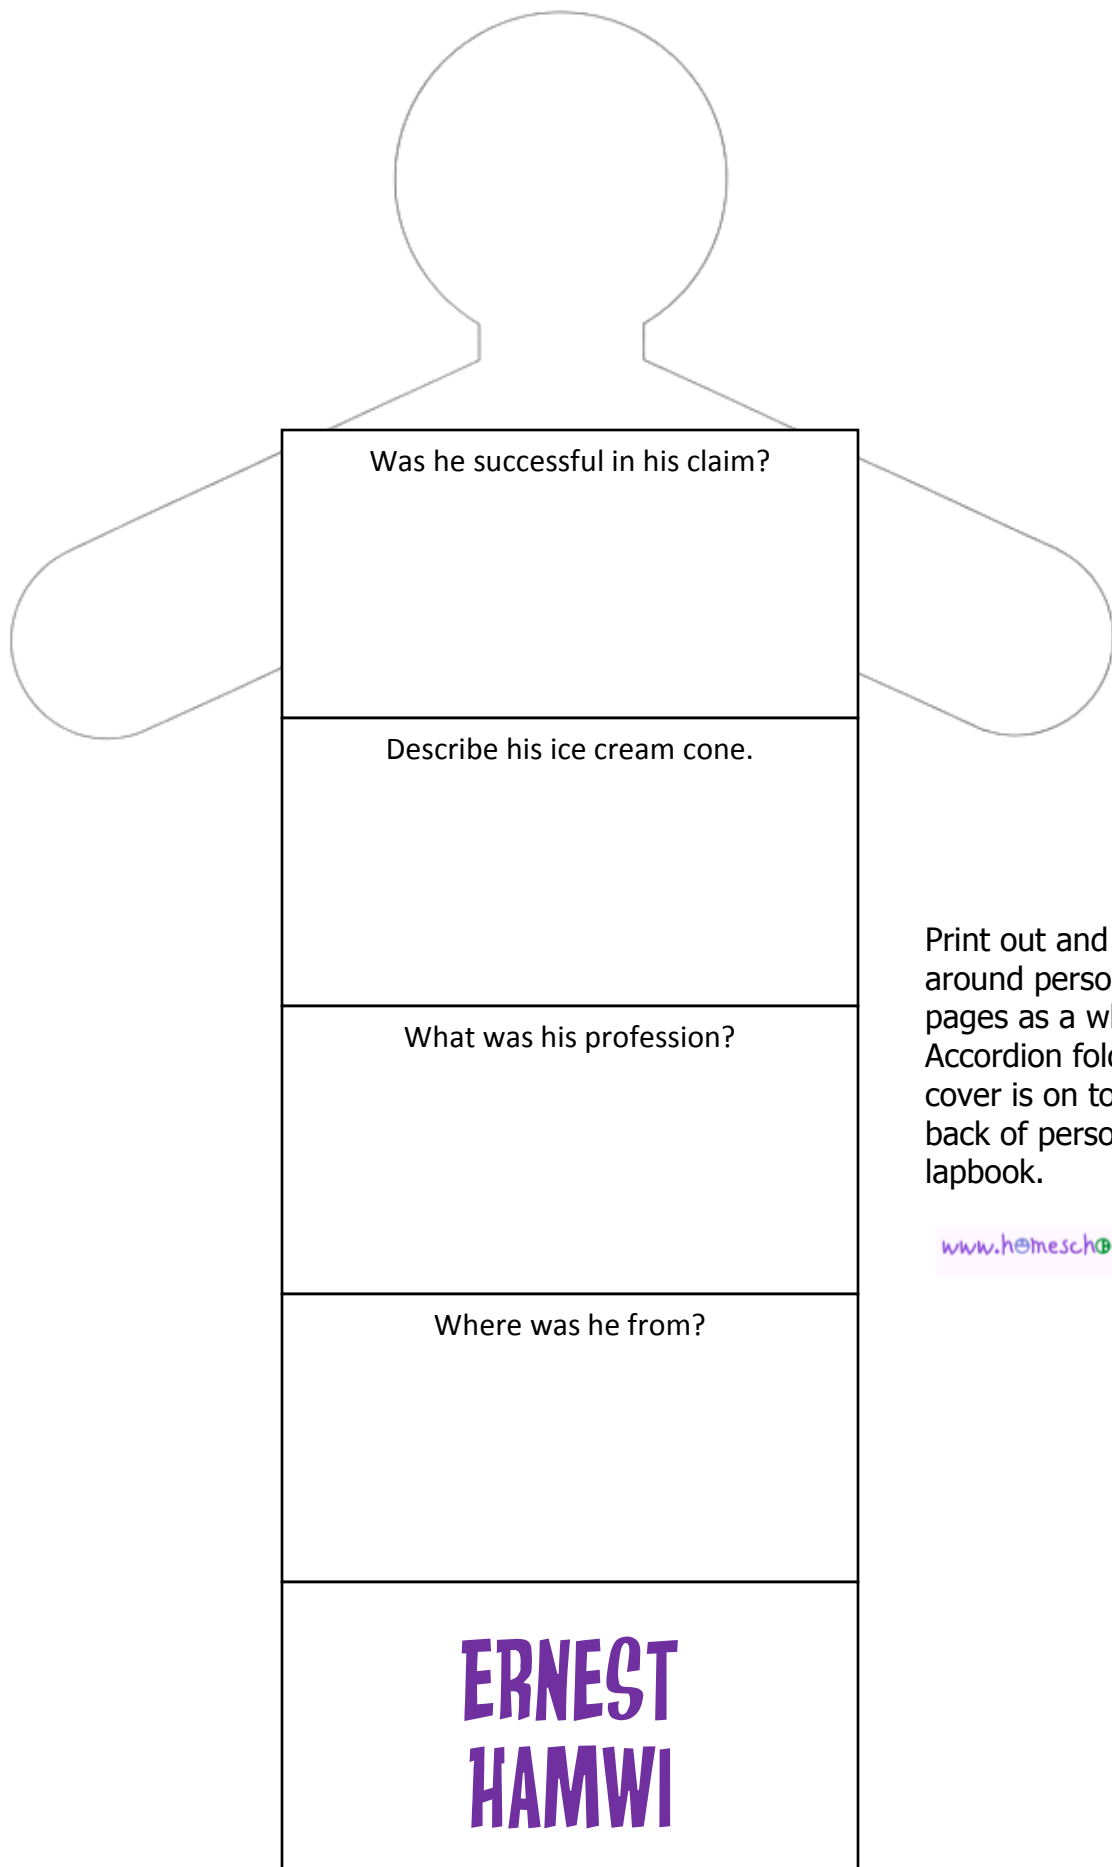 Was he successful in his claim?
Describe his ice cream cone.
What was his profession?
Where was he from?
ERNEST
HAMWI
Print out and
around perso
pages as a w
Accordion fol
cover is on to
back of perso
lapbook.
www.homescho